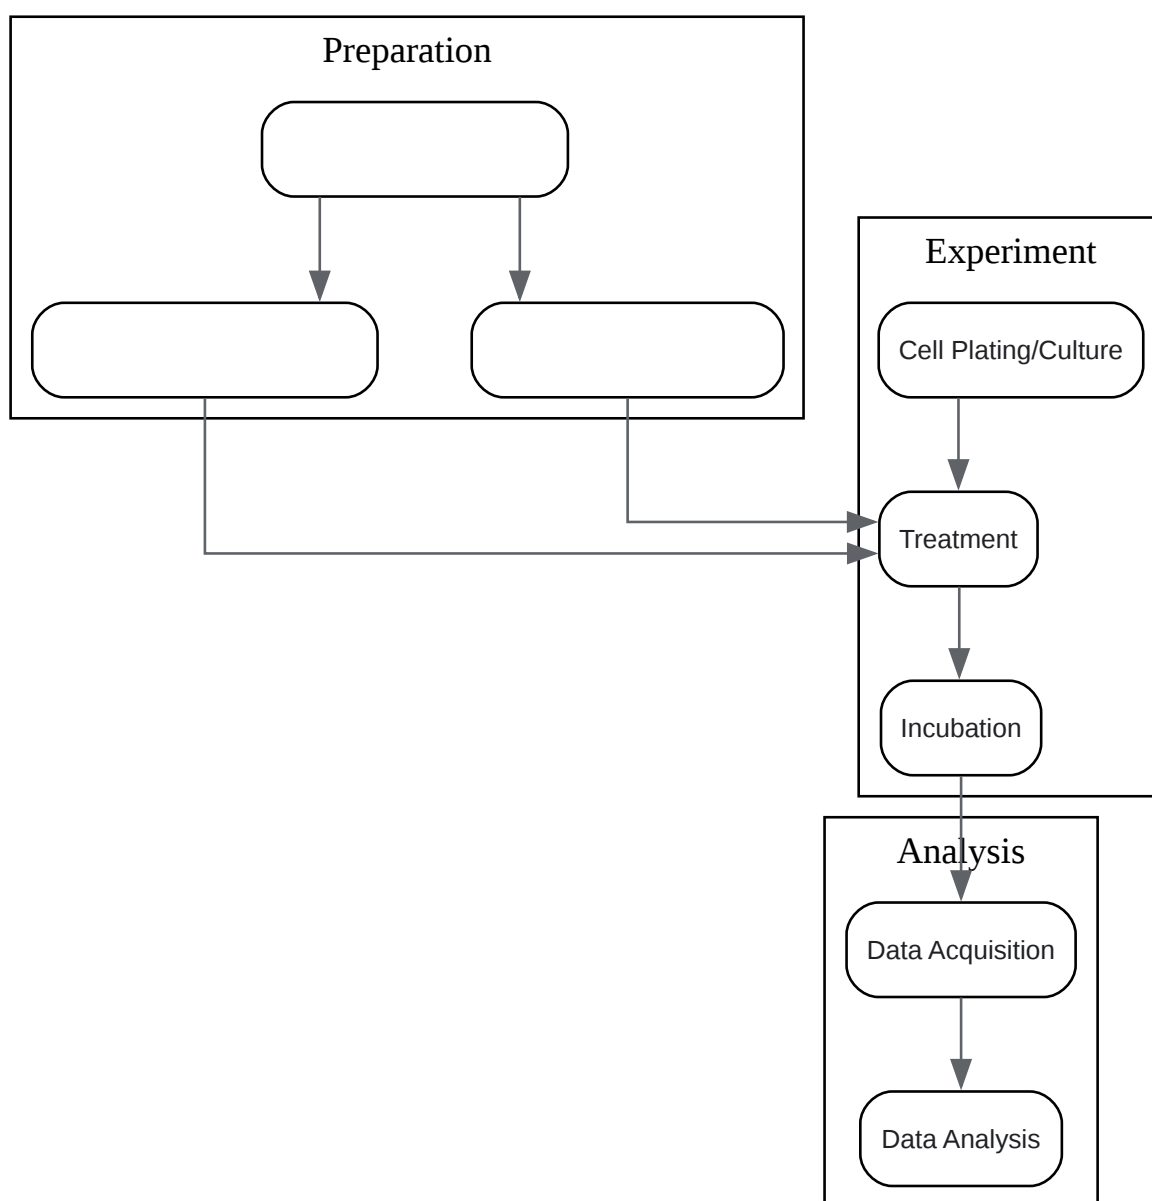 Preparation
Experiment
Cell Plating/Culture
Treatment
Incubation
Analysis
Data Acquisition
Data Analysis